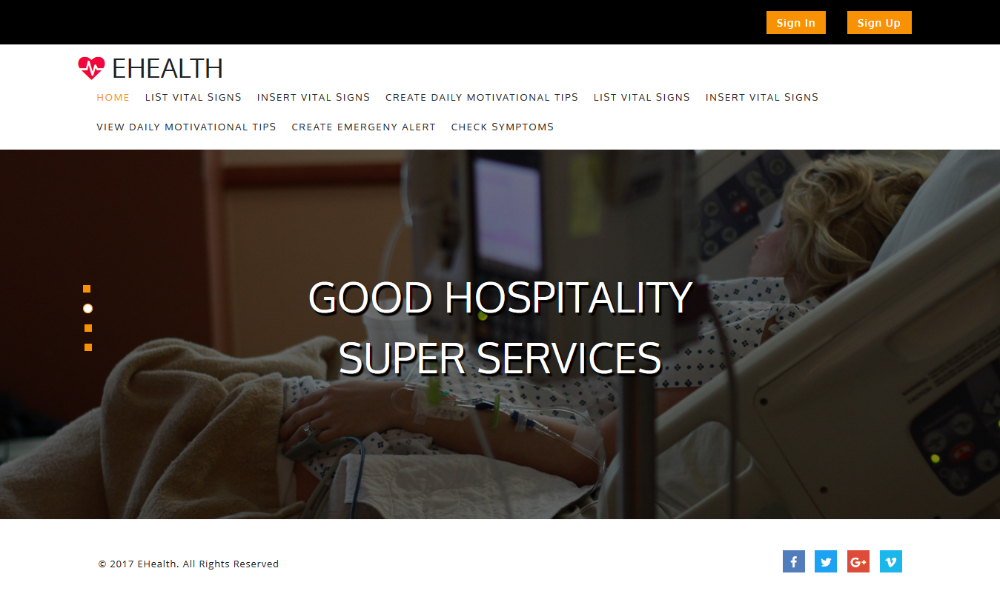 Sign In Sign Up
EHEALTH
HOME LIST VITAL SIGNS INSERT VITAL SIGNS CREATE DAILY MOTIVATIONAL TIPS LIST VITAL SIGNS INSERT VITAL SIGNS
VIEW DAILY MOTIVATIONAL TIPS CREATE EMERGENY ALERT CHECK SYMPTOMS
GOOD HOSPITALITY
SUPER SERVICES
© 2017 EHealth. All Rights Reserved